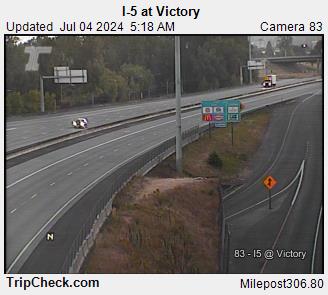 I-5 at Victory
Updated Jul 04 2024 5:18 AM Camera 83
N
83 - I5 @ Victory
TripCheck.com Milepost306.80